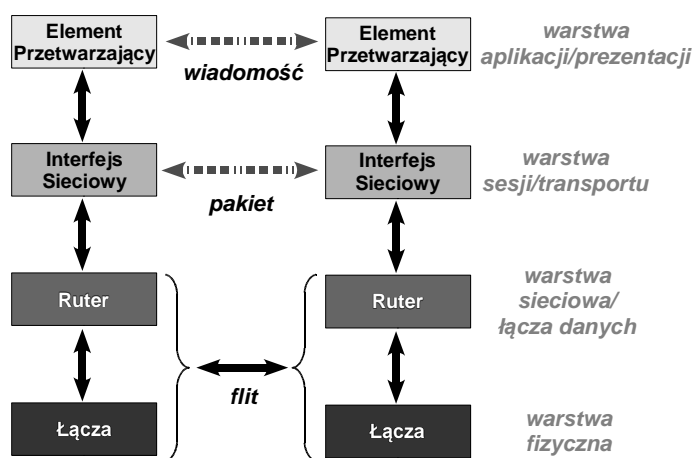 Element
Przetwarzający
wiadomość
Element
Przetwarzający
warstwa
aplikacji/prezentacji
Interfejs
Sieciowy
pakiet
Interfejs
Sieciowy
warstwa
sesji/transportu
Ruter
Ruter
warstwa
sieciowa/
łącza danych
flit
Łącza
Łącza
warstwa
fizyczna